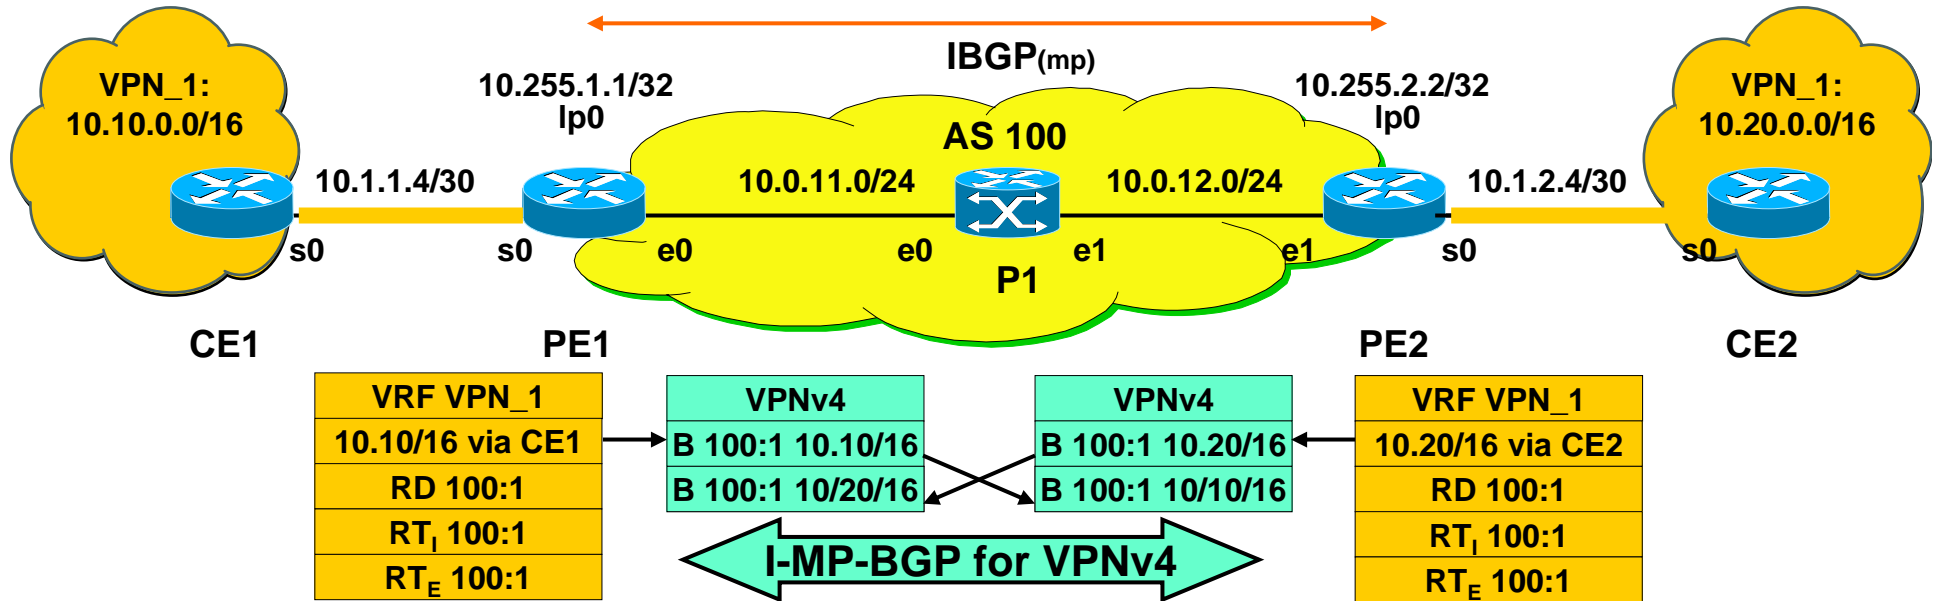 IBGP(mp)
VPN_1:
10.10.0.0/16
10.255.1.1/32
lp0
10.255.2.2/32
lp0
VPN_1:
10.20.0.0/16
AS 100
10.1.1.4/30
10.0.11.0/24
10.0.12.0/24
10.1.2.4/30
s0
s0
e0
e0
e1
e1
s0
s0
P1
CE1
PE1
PE2
CE2
VRF VPN_1
10.10/16 via CE1
RD 100:1
RTI 100:1
RTE 100:1
VPNv4
B 100:1 10.10/16
B 100:1 10/20/16
VPNv4
B 100:1 10.20/16
B 100:1 10/10/16
VRF VPN_1
10.20/16 via CE2
RD 100:1
RTI 100:1
RTE 100:1
I-MP-BGP for VPNv4